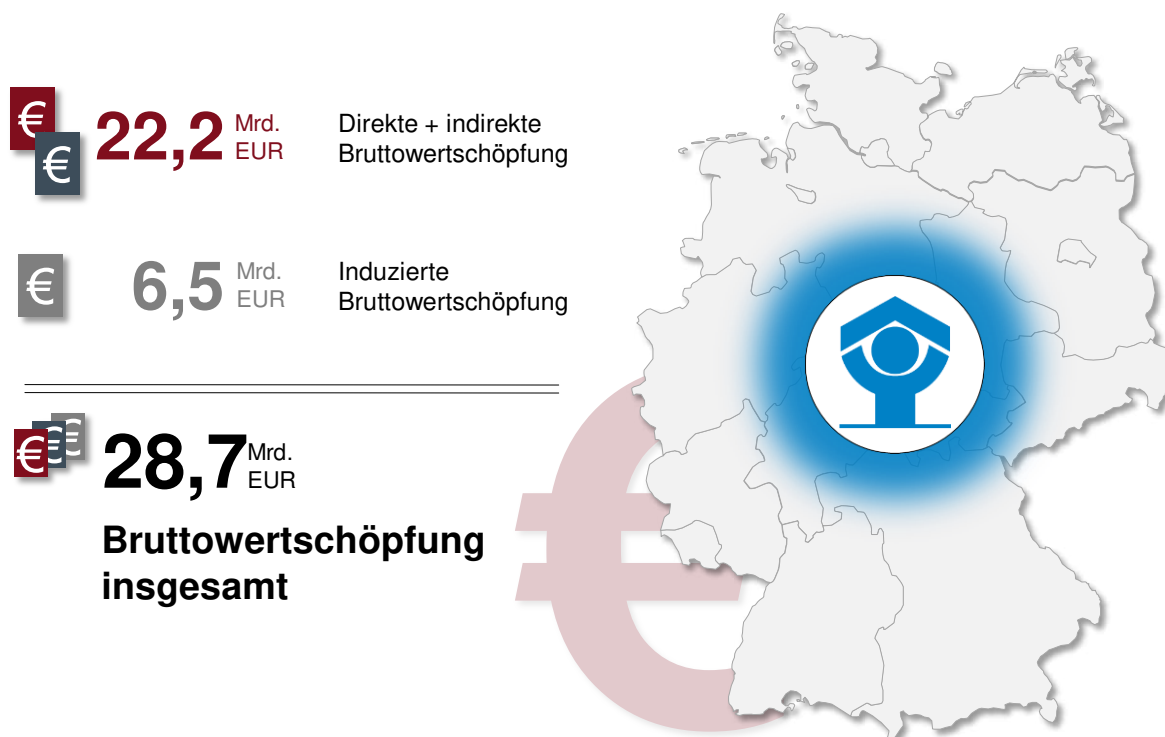 €
€
22,2 Mrd.
EUR
Direkte + indirekte
Bruttowertschöpfung
€
6,5 Mrd.
EUR
Induzierte
Bruttowertschöpfung
€€€
28,7 Mrd.
EUR
Bruttowertschöpfung
insgesamt
€